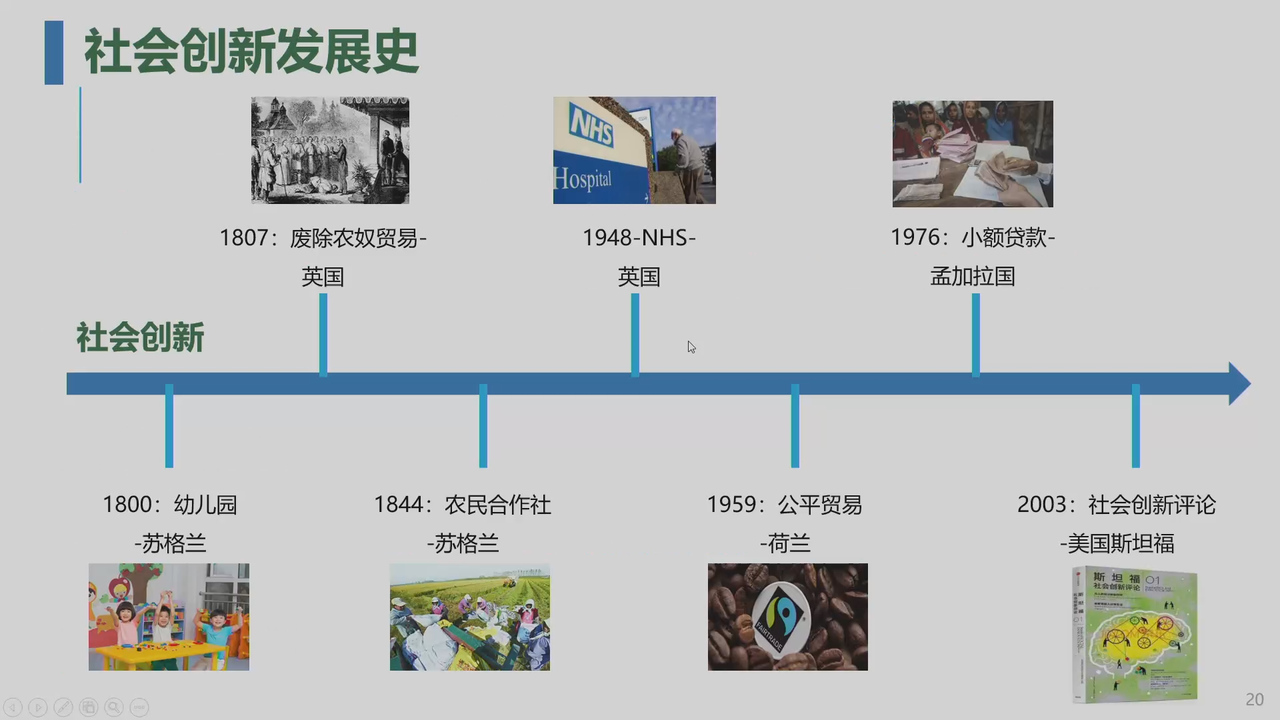 社会创新发展史
NHS
Hospital
1807：废除农奴贸易-
英国
1948-NHS-
英国
1976：小额贷款-
孟加拉国
社会创新
1800：幼儿园
-苏格兰
1844：农民合作社
-苏格兰
1959：公平贸易
-荷兰
2003：社会创新评论
-美国斯坦福
FAIRTRADE
斯坦福 01
社会创新评论
20